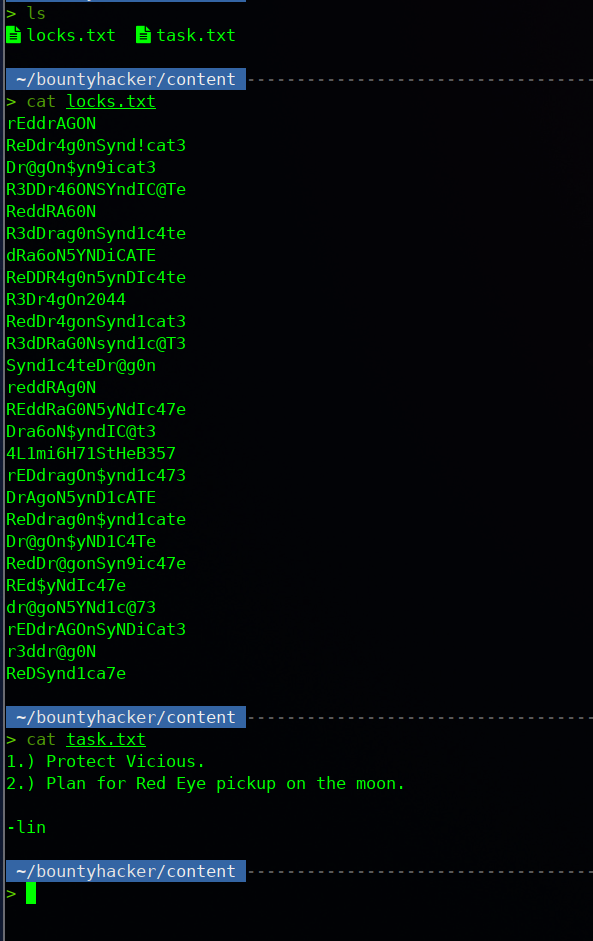 > ls
locks.txt task.txt
~/bountyhacker/content
> cat locks.txt
rEddrAGON
ReDdr4g0nSynd!cat3
Dr@gOn$yn9icat3
R3DDr46ONSYndIC@Te
ReddRA60N
R3dDrag0nSynd1c4te
dRa6oN5YNDiCATE
ReDDR4g0n5ynDIc4te
R3Dr4gOn2044
RedDr4gonSynd1cat3
R3dDRaG0Nsynd1c@T3
Synd1c4teDr@g0n
reddRAg0N
REddRaG0N5yNdIc47e
Dra6oN$yndIC@t3
4L1mi6H71StHeB357
rEDdragOn$ynd1c473
DrAgoN5ynD1cATE
ReDdrag0n$ynd1cate
Dr@gOn$yND1C4Te
RedDr@gonSyn9ic47e
REd$yNdIc47e
dr@goN5YNd1c@73
rEDdrAGOnSyNDiCat3
r3ddr@g0N
ReDSynd1ca7e
~/bountyhacker/content
> cat task.txt
1.) Protect Vicious.
2.) Plan for Red Eye pickup on the moon.
-lin
~/bountyhacker/content
>